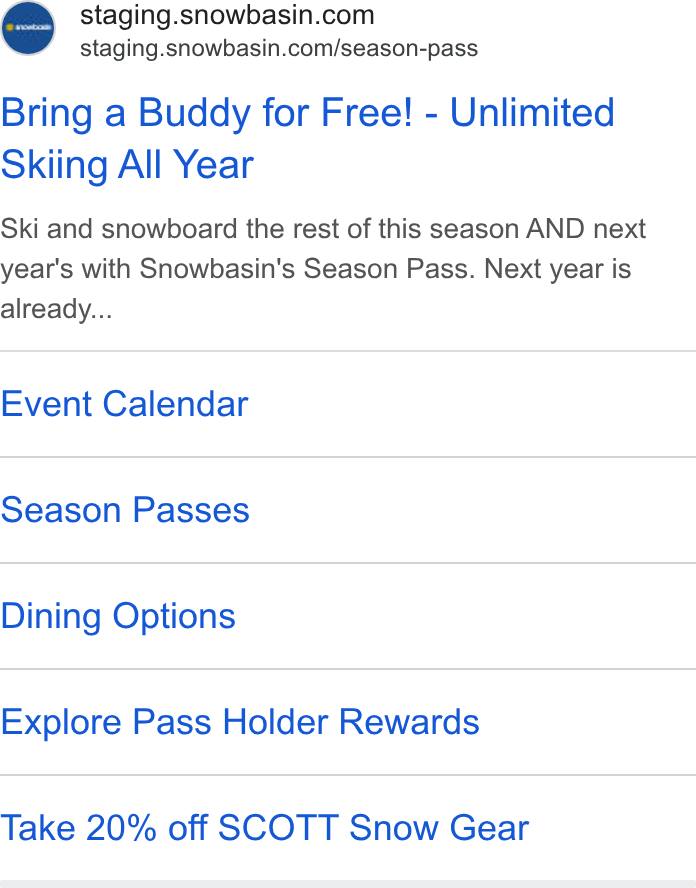 snowbasin
staging.snowbasin.com
staging.snowbasin.com/season-pass
Bring a Buddy for Free! - Unlimited
Skiing All Year
Ski and snowboard the rest of this season AND next
year's with Snowbasin's Season Pass. Next year is
already...
Event Calendar
Season Passes
Dining Options
Explore Pass Holder Rewards
Take 20% off SCOTT Snow Gear